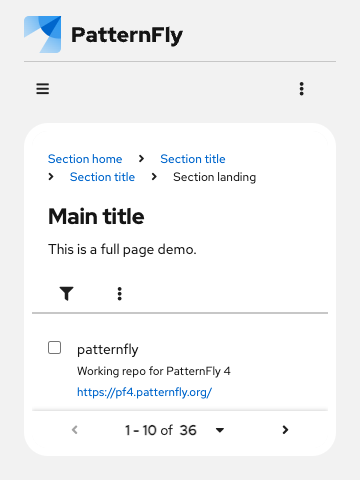 PatternFly
Section home Section title
Section title Section landing
Main title
This is a full page demo.
patternfly
Working repo for PatternFly 4
https://pf4.patternfly.org/
1 - 10 of 36